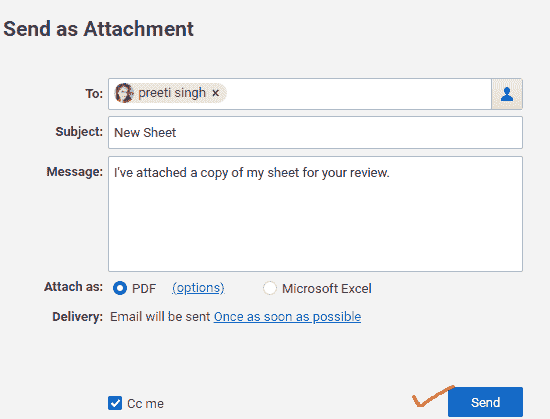 Send as Attachment
To: preeti singh ×
Subject: New Sheet
Message: I've attached a copy of my sheet for your review.
Attach as: PDF (options) Microsoft Excel
Delivery: Email will be sent Once as soon as possible
Cc me Send